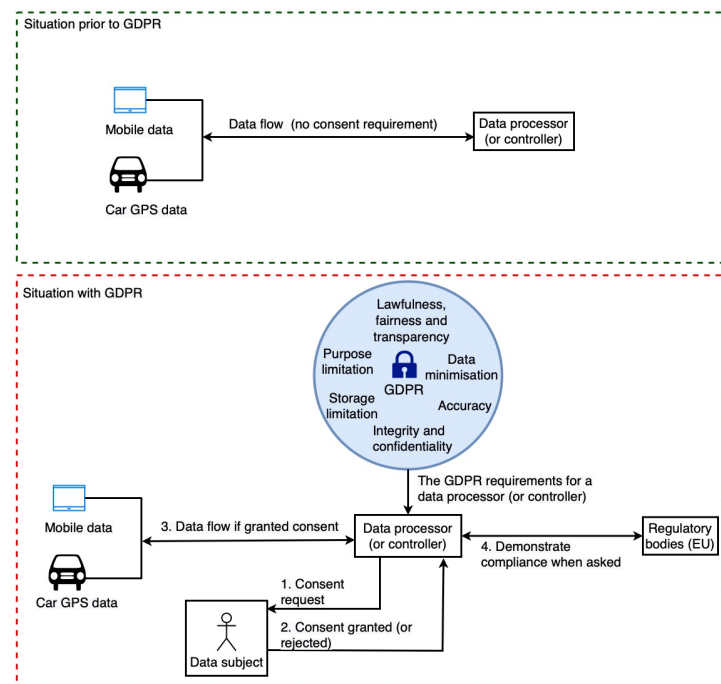 Situation prior to GDPR
Mobile data
Data flow (no consent requirement)
Data processor
(or controller)
Car GPS data
Situation with GDPR
Lawfulness,
fairness and
transparency
Purpose
limitation
Data
minimisation
GDPR
Storage
limitation
Accuracy
Integrity and
confidentiality
The GDPR requirements for a
data processor (or controller)
Mobile data
3. Data flow if granted consent
Data processor
(or controller)
Regulatory
bodies (EU)
4. Demonstrate
compliance when asked
Car GPS data
1. Consent
request
2. Consent granted (or
rejected)
Data subject